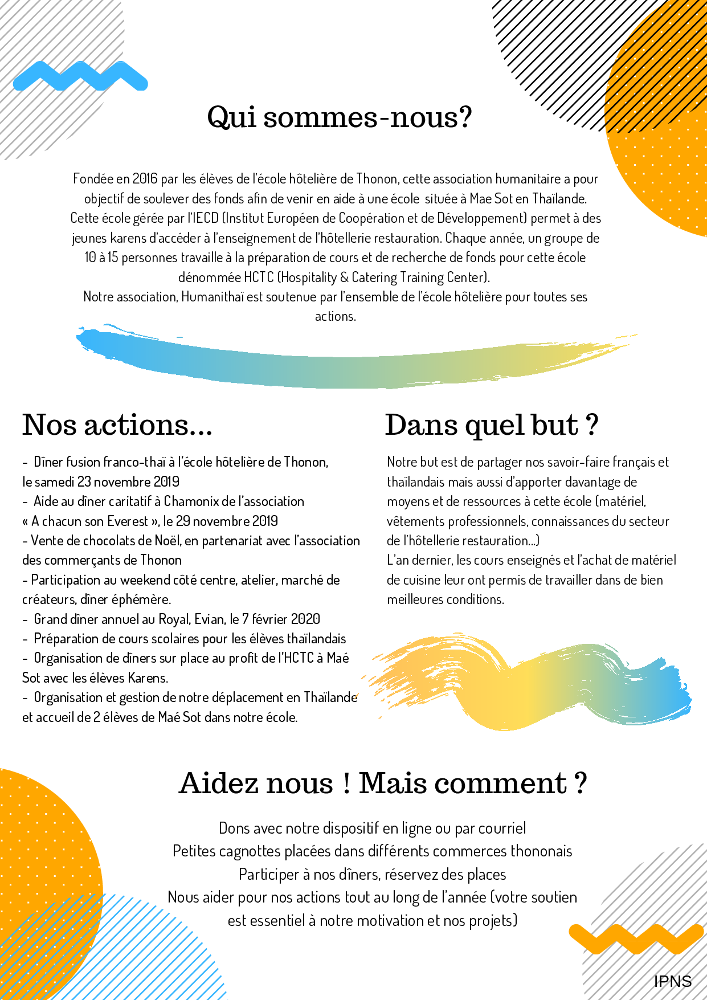 Qui sommes-nous?
Fondée en 2016 par les élèves de l'école hôtelière de Thonon, cette association humanitaire a pour
objectif de soulever des fonds afin de venir en aide à une école  située à Mae Sot en Thaïlande.
Cette école gérée par l'IECD (Institut Européen de Coopération et de Développement) permet à des
jeunes karens d'accéder à l'enseignement de l'hôtellerie restauration. Chaque année, un groupe de
10 à 15 personnes travaille à la préparation de cours et de recherche de fonds pour cette école
dénommée HCTC (Hospitality & Catering Training Center).
Notre association, Humanithaï est soutenue par l'ensemble de l'école hôtelière pour toutes ses
actions.
Nos actions...
-  Dîner fusion franco-thaï à l'école hôtelière de Thonon,
le samedi 23 novembre 2019
-  Aide au dîner caritatif à Chamonix de l'association
« A chacun son Everest », le 29 novembre 2019
- Vente de chocolats de Noël, en partenariat avec l'association
des commerçants de Thonon
- Participation au weekend côté centre, atelier, marché de
créateurs, dîner éphémère.
-  Grand dîner annuel au Royal, Evian, le 7 février 2020
-  Préparation de cours scolaires pour les élèves thaïlandais
-  Organisation de dîners sur place au profit de l'HCTC à Maé
Sot avec les élèves Karens.
-  Organisation et gestion de notre déplacement en Thaïlande
et accueil de 2 élèves de Maé Sot dans notre école.
Dans quel but ?
Notre but est de partager nos savoir-faire français et
thaïlandais mais aussi d'apporter davantage de
moyens et de ressources à cette école (matériel,
vêtements professionnels, connaissances du secteur
de l'hôtellerie restauration...)
L'an dernier, les cours enseignés et l'achat de matériel
de cuisine leur ont permis de travailler dans de bien
meilleures conditions.
Aidez nous ! Mais comment ?
Dons avec notre dispositif en ligne ou par courriel
Petites cagnottes placées dans différents commerces thononais
Participer à nos dîners, réservez des places
Nous aider pour nos actions tout au long de l'année (votre soutien
est essentiel à notre motivation et nos projets)
IPNS